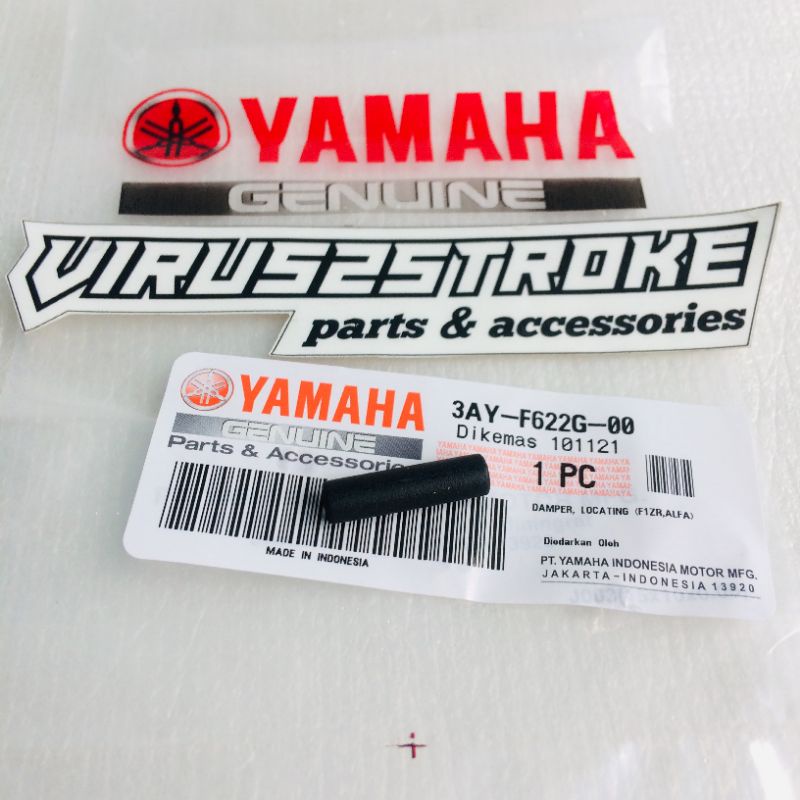 YAMAHA
GENUINE
VIRUS2STROKE
parts & accessories
YAMAHA
GENUINE
Parts & Accessories
MADE IN INDONESIA
3AY-F622G-00
Dikemas 101121
1 PC
DAMPER, LOCATING (F1ZR,ALFA)
Diedarkan Oleh
PT. YAMAHA INDONESIA MOTOR MFG.
JAKARTA-INDONESIA 13920